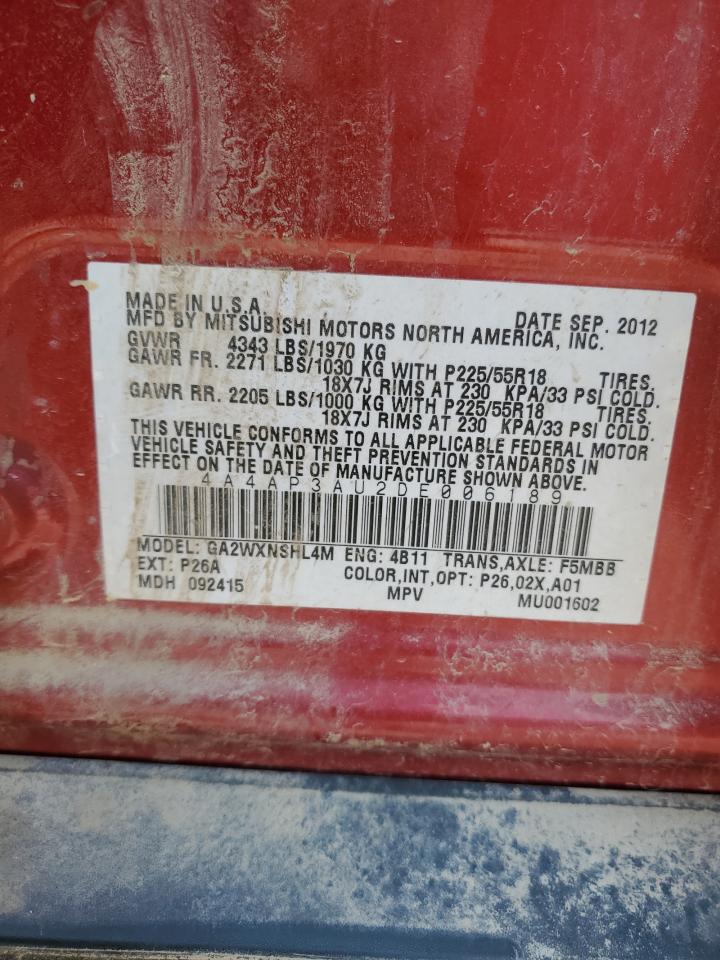 MADE IN U.S.A. DATE SEP. 2012
MFD BY MITSUBISHI MOTORS NORTH AMERICA, INC.
GVWR 4343 LBS/1970 KG
GAWR FR. 2271 LBS/1030 KG WITH P225/55R18 TIRES.
18X7J RIMS AT 230 KPA/33 PSI COLD.
GAWR RR. 2205 LBS/1000 KG WITH P225/55R18 TIRES.
18X7J RIMS AT 230 KPA/33 PSI COLD.
THIS VEHICLE CONFORMS TO ALL APPLICABLE FEDERAL MOTOR
VEHICLE SAFETY AND THEFT PREVENTION STANDARDS IN
EFFECT ON THE DATE OF MANUFACTURE SHOWN ABOVE.
4A4AP3AU2DE006189
MODEL: GA2WXNSHL4M ENG: 4B11 TRANS,AXLE: F5MBB
EXT: P26A COLOR,INT,OPT: P26,02X,A01
MDH 092415 MPV MU001602